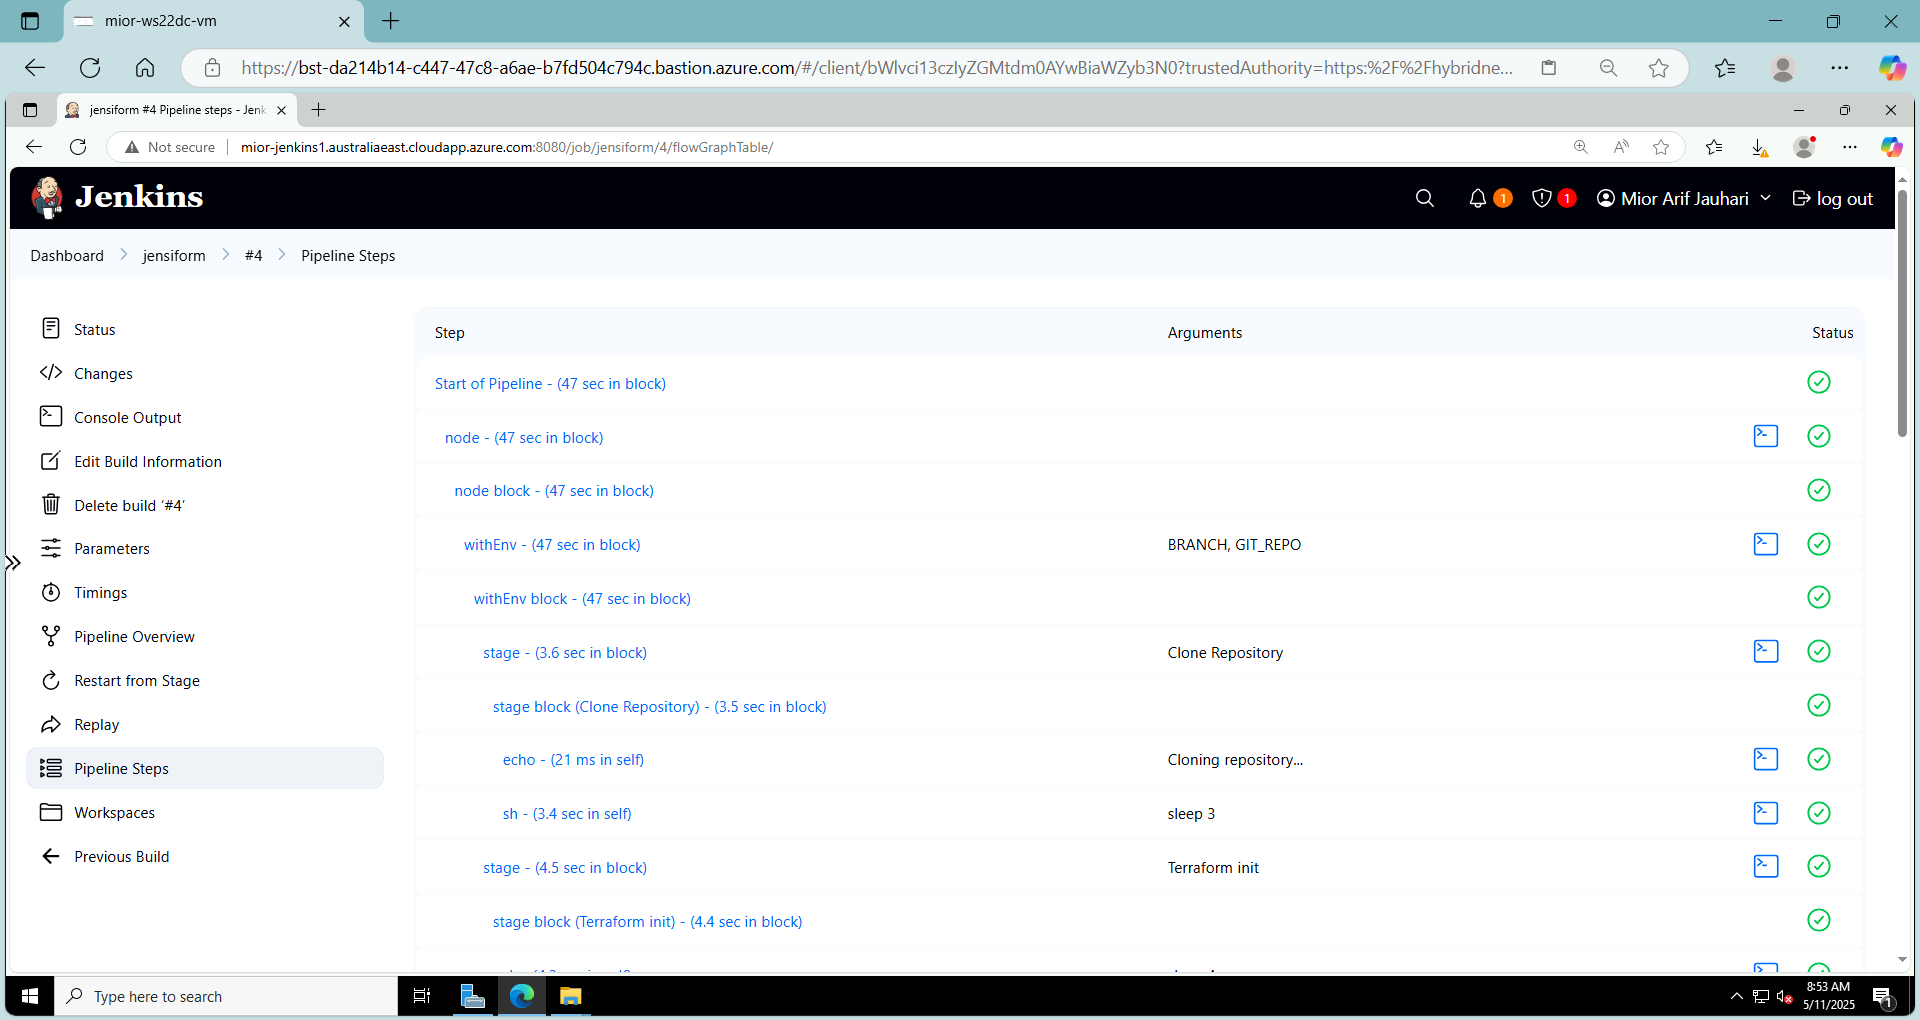 mior-ws22dc-vm
https://bst-da214b14-c447-47c8-a6ae-b7fd504c794c.bastion.azure.com/#/client/bWlvci13czIyZGMtdm0AYwBiaWZyb3N0?trustedAuthority=https:%2F%2Fhybridne...
jensiform #4 Pipeline steps - Jenk
Not secure
mior-jenkins1.australiaeast.cloudapp.azure.com:8080/job/jensiform/4/flowGraphTable/
Jenkins
1
1
Mior Arif Jauhari
log out
Dashboard
jensiform
#4
Pipeline Steps
Status
Changes
Console Output
Edit Build Information
Delete build ‘#4’
Parameters
Timings
Pipeline Overview
Restart from Stage
Replay
Pipeline Steps
Workspaces
Previous Build
Step Arguments Status
Start of Pipeline - (47 sec in block)
node - (47 sec in block)
node block - (47 sec in block)
withEnv - (47 sec in block) BRANCH, GIT_REPO
withEnv block - (47 sec in block)
stage - (3.6 sec in block) Clone Repository
stage block (Clone Repository) - (3.5 sec in block)
echo - (21 ms in self) Cloning repository...
sh - (3.4 sec in self) sleep 3
stage - (4.5 sec in block) Terraform init
stage block (Terraform init) - (4.4 sec in block)
Type here to search
8:53 AM
5/11/2025
1